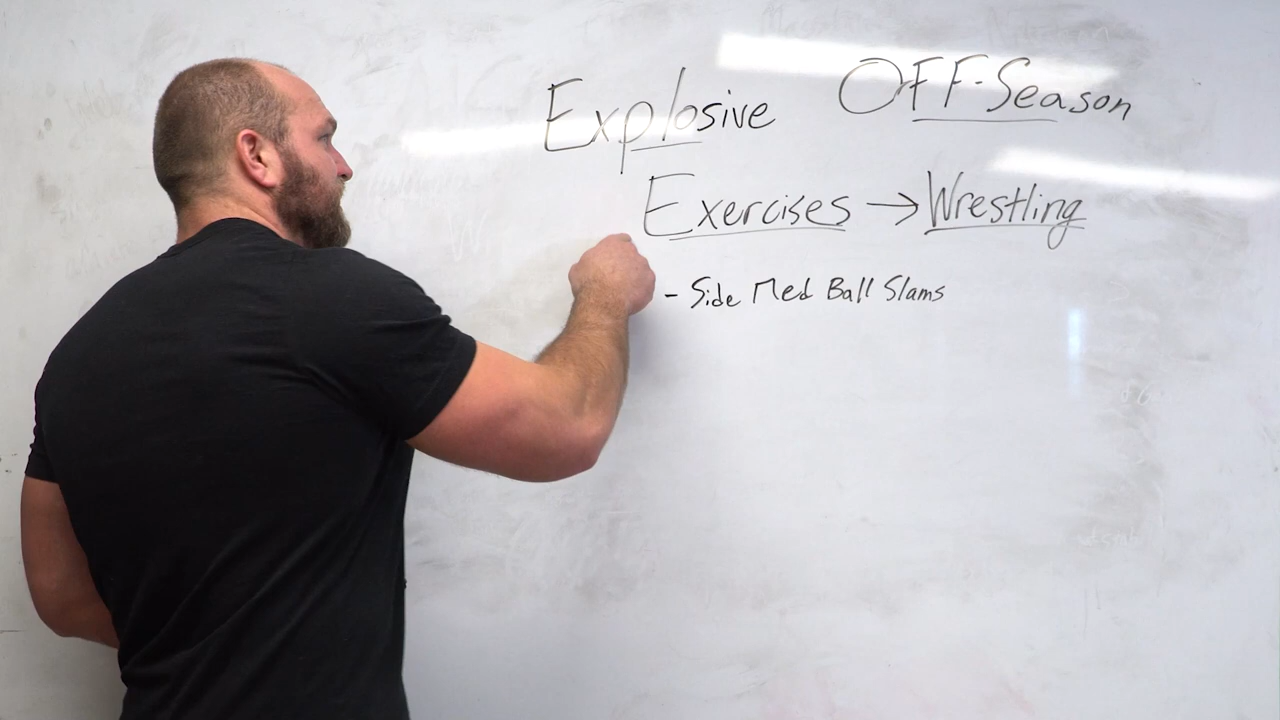 Explosive OFF-Season
Exercises → Wrestling
- Side Med Ball Slams